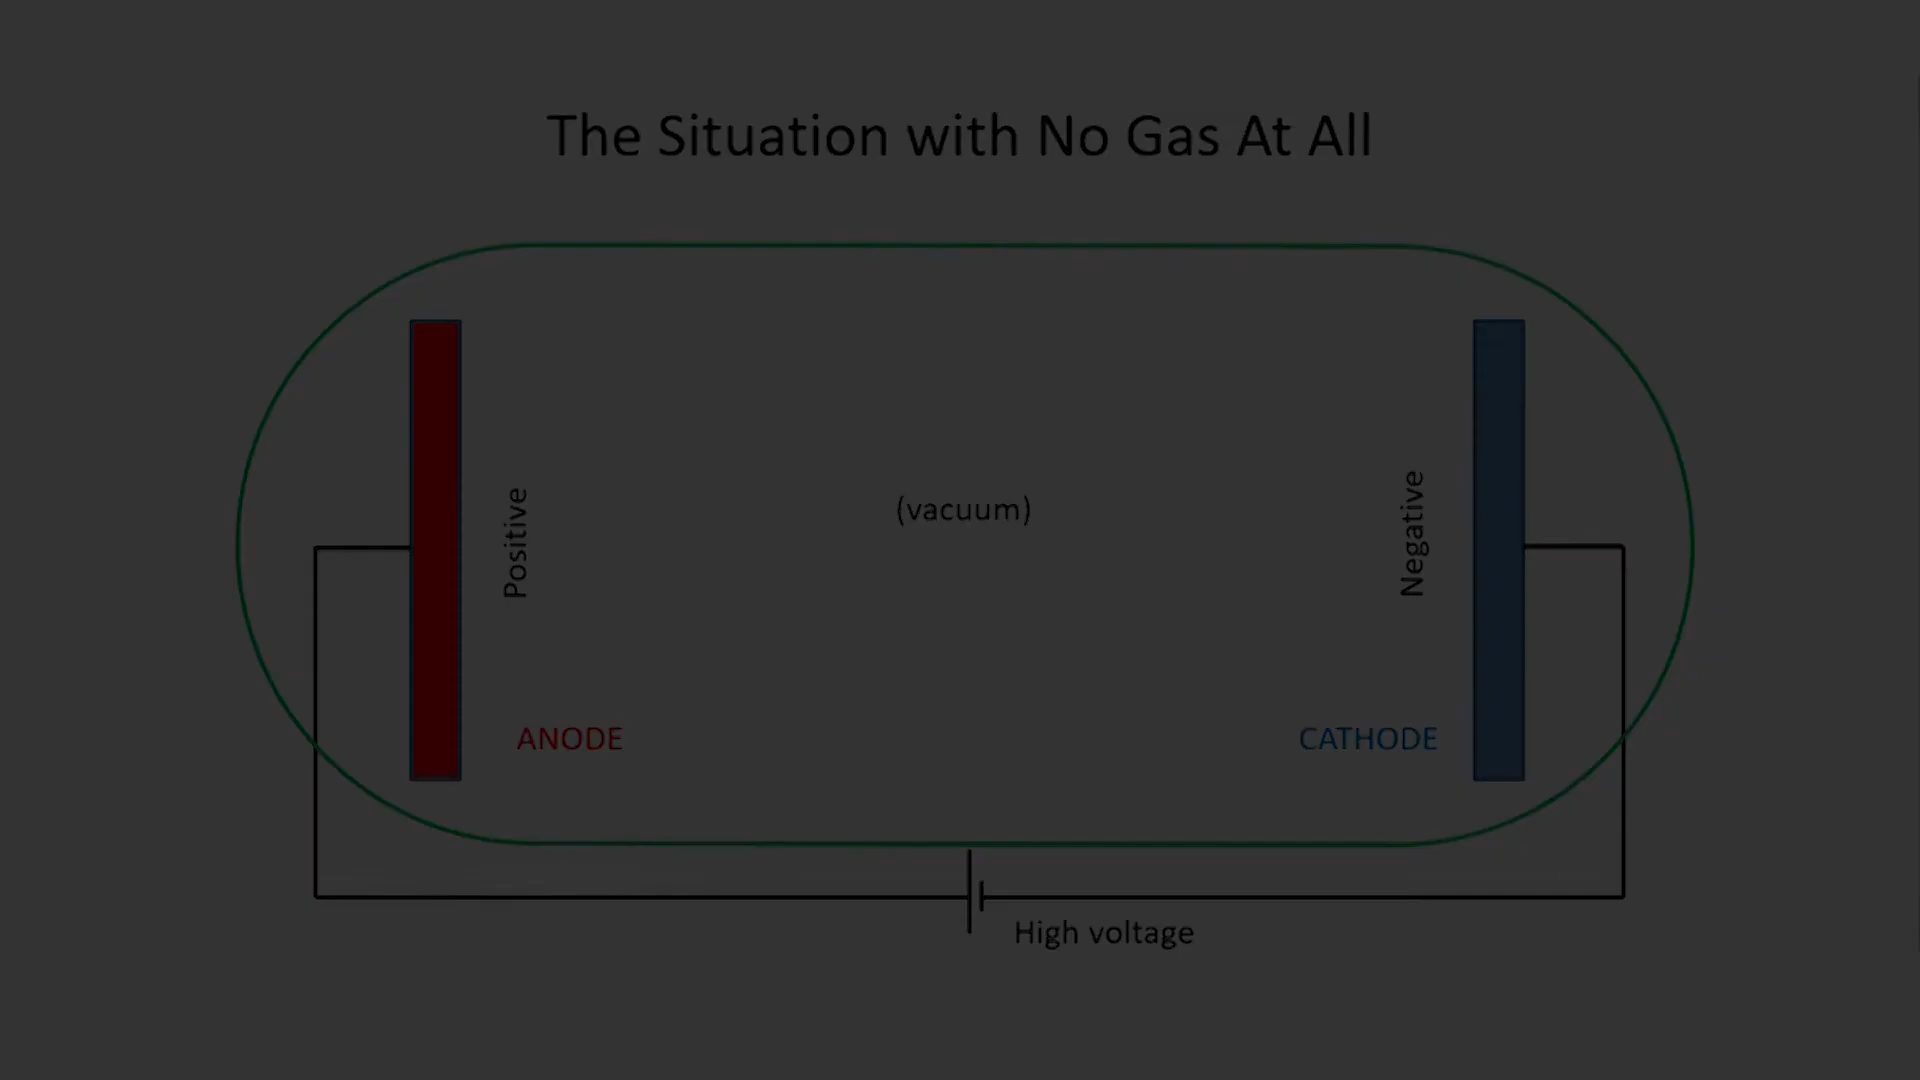 The Situation with No Gas At All
(vacuum)
Positive
Negative
ANODE
CATHODE
High voltage